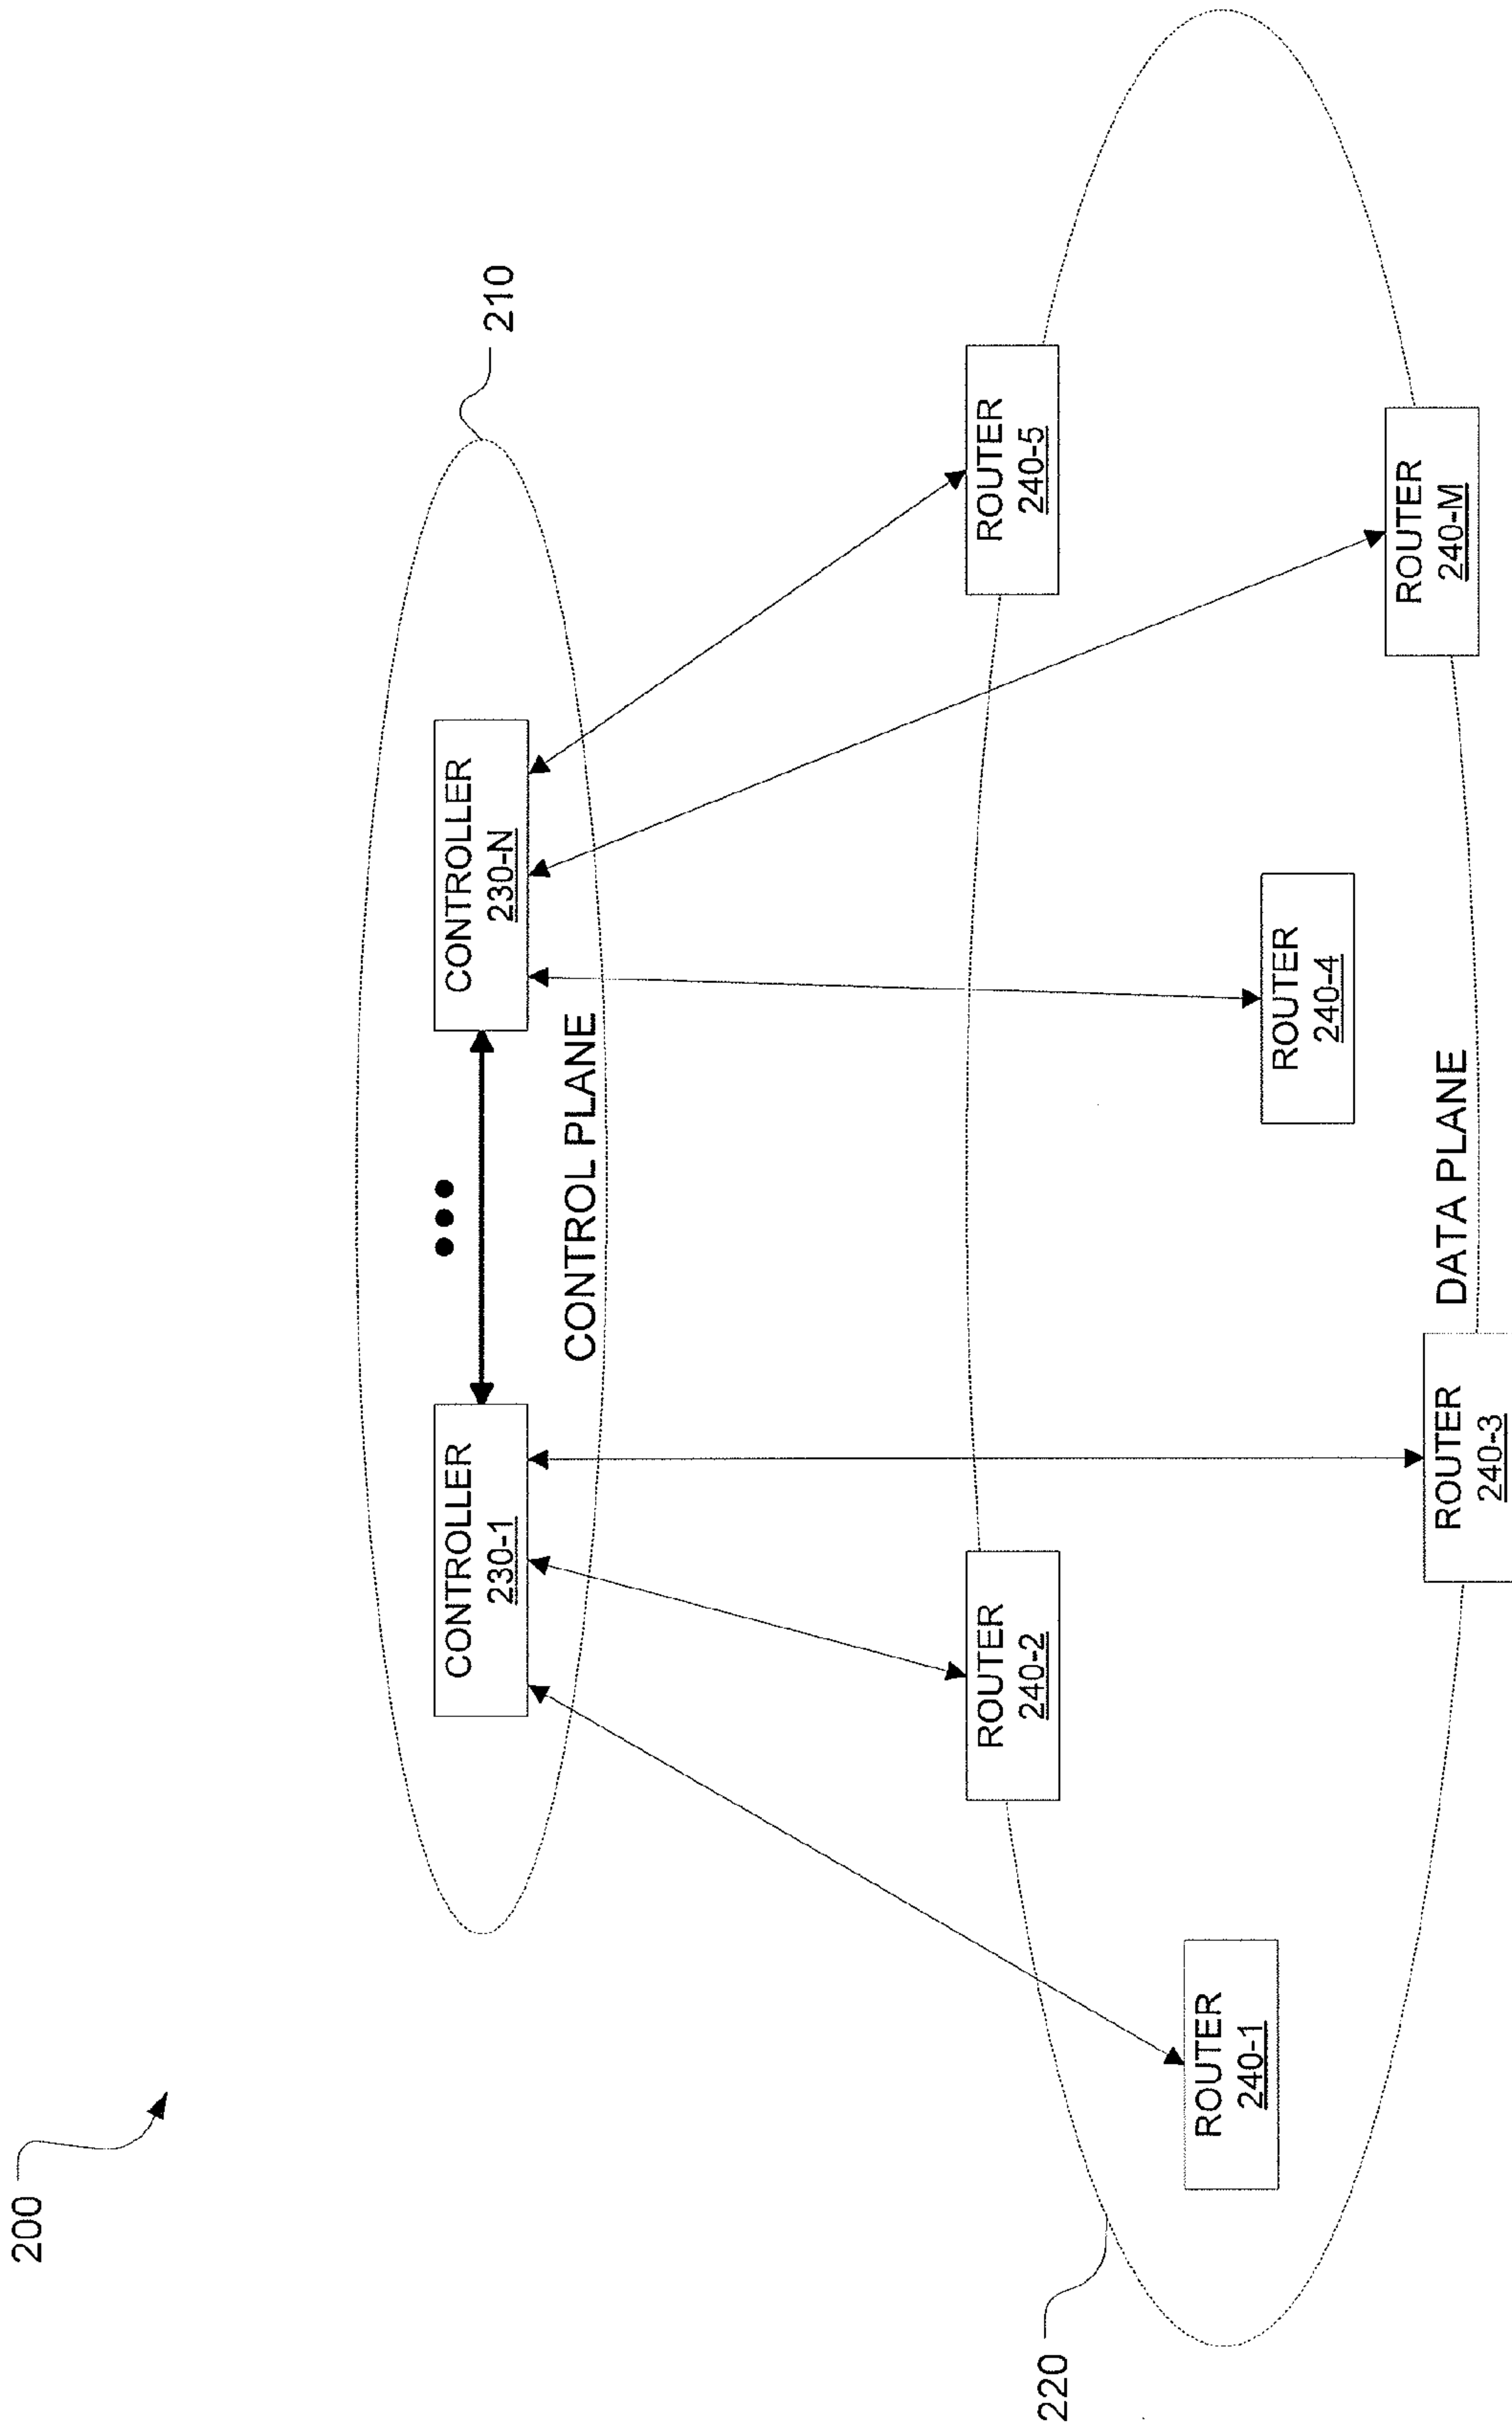 200
210
CONTROLLER
230-1
CONTROLLER
230-N
CONTROL PLANE
220
ROUTER
240-1
ROUTER
240-2
ROUTER
240-3
ROUTER
240-4
ROUTER
240-5
ROUTER
240-M
DATA PLANE